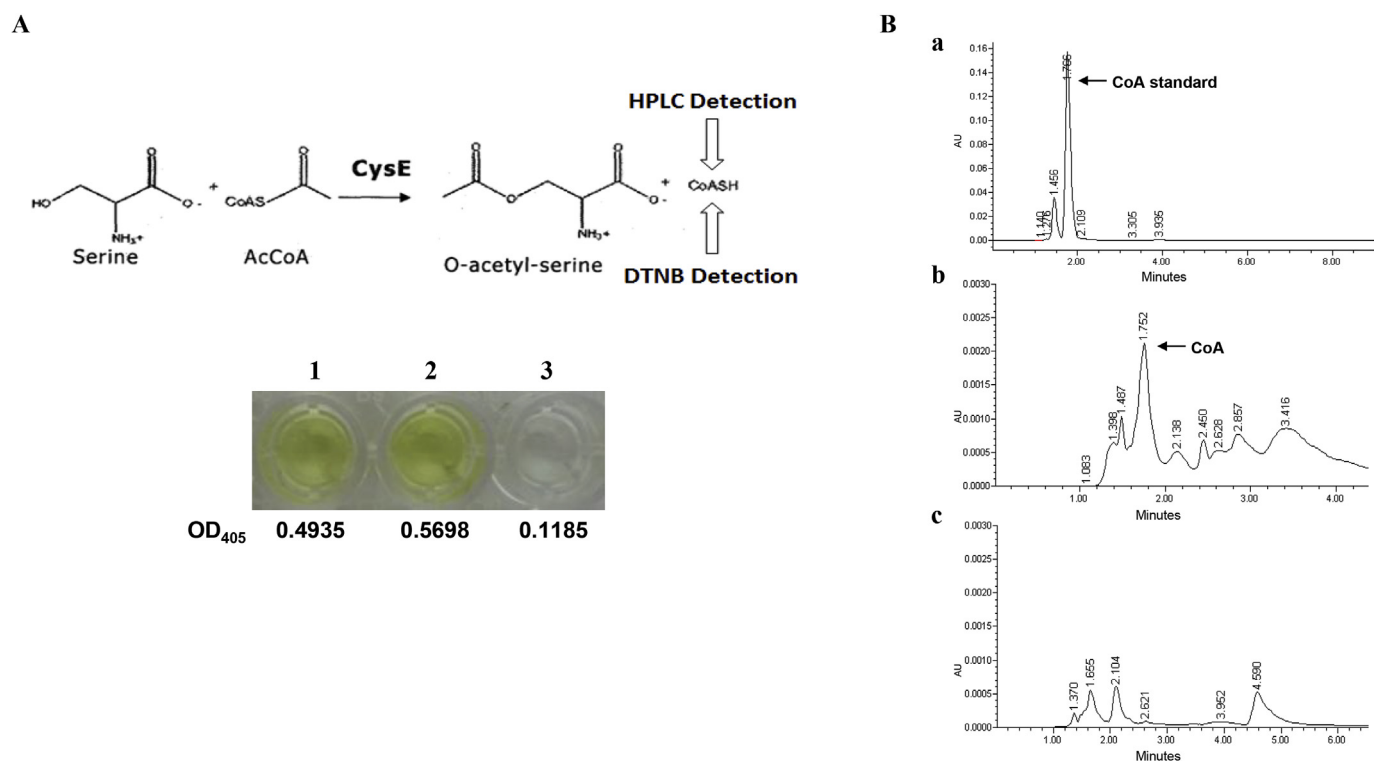 A
HPLC Detection
O
O
O
O
O
CysE
+
+
HO
O-
CoAS
O
O-
CoASH
NH3+
NH3+
Serine
AcCoA
O-acetyl-serine
DTNB Detection
1 2 3
OD405 0.4935 0.5698 0.1185
B
a
0.16
0.14
0.12
0.10
0.08
0.06
0.04
0.02
0.00
AU
1.140
1.276
1.456
1.766
2.109
3.305
3.935
CoA standard
2.00 4.00 6.00 8.00
Minutes
b
0.0030
0.0025
0.0020
0.0015
0.0010
0.0005
0.0000
AU
1.083
1.398
1.487
1.752
2.138
2.450
2.628
2.857
3.416
CoA
1.00 2.00 3.00 4.00
Minutes
c
0.0030
0.0025
0.0020
0.0015
0.0010
0.0005
0.0000
AU
1.370
1.655
2.104
2.621
3.952
4.590
1.00 2.00 3.00 4.00 5.00 6.00
Minutes